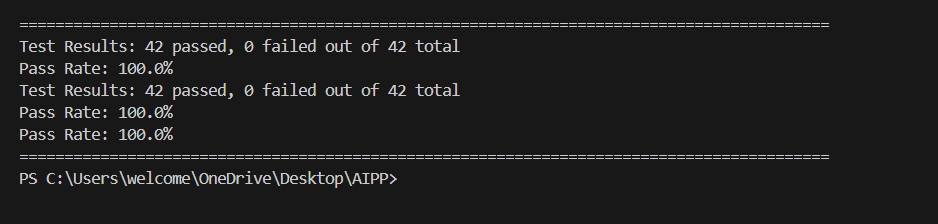 ==========================================================================================
Test Results: 42 passed, 0 failed out of 42 total
Pass Rate: 100.0%
Test Results: 42 passed, 0 failed out of 42 total
Pass Rate: 100.0%
Pass Rate: 100.0%
==========================================================================================
PS C:\Users\welcome\OneDrive\Desktop\AIPP>